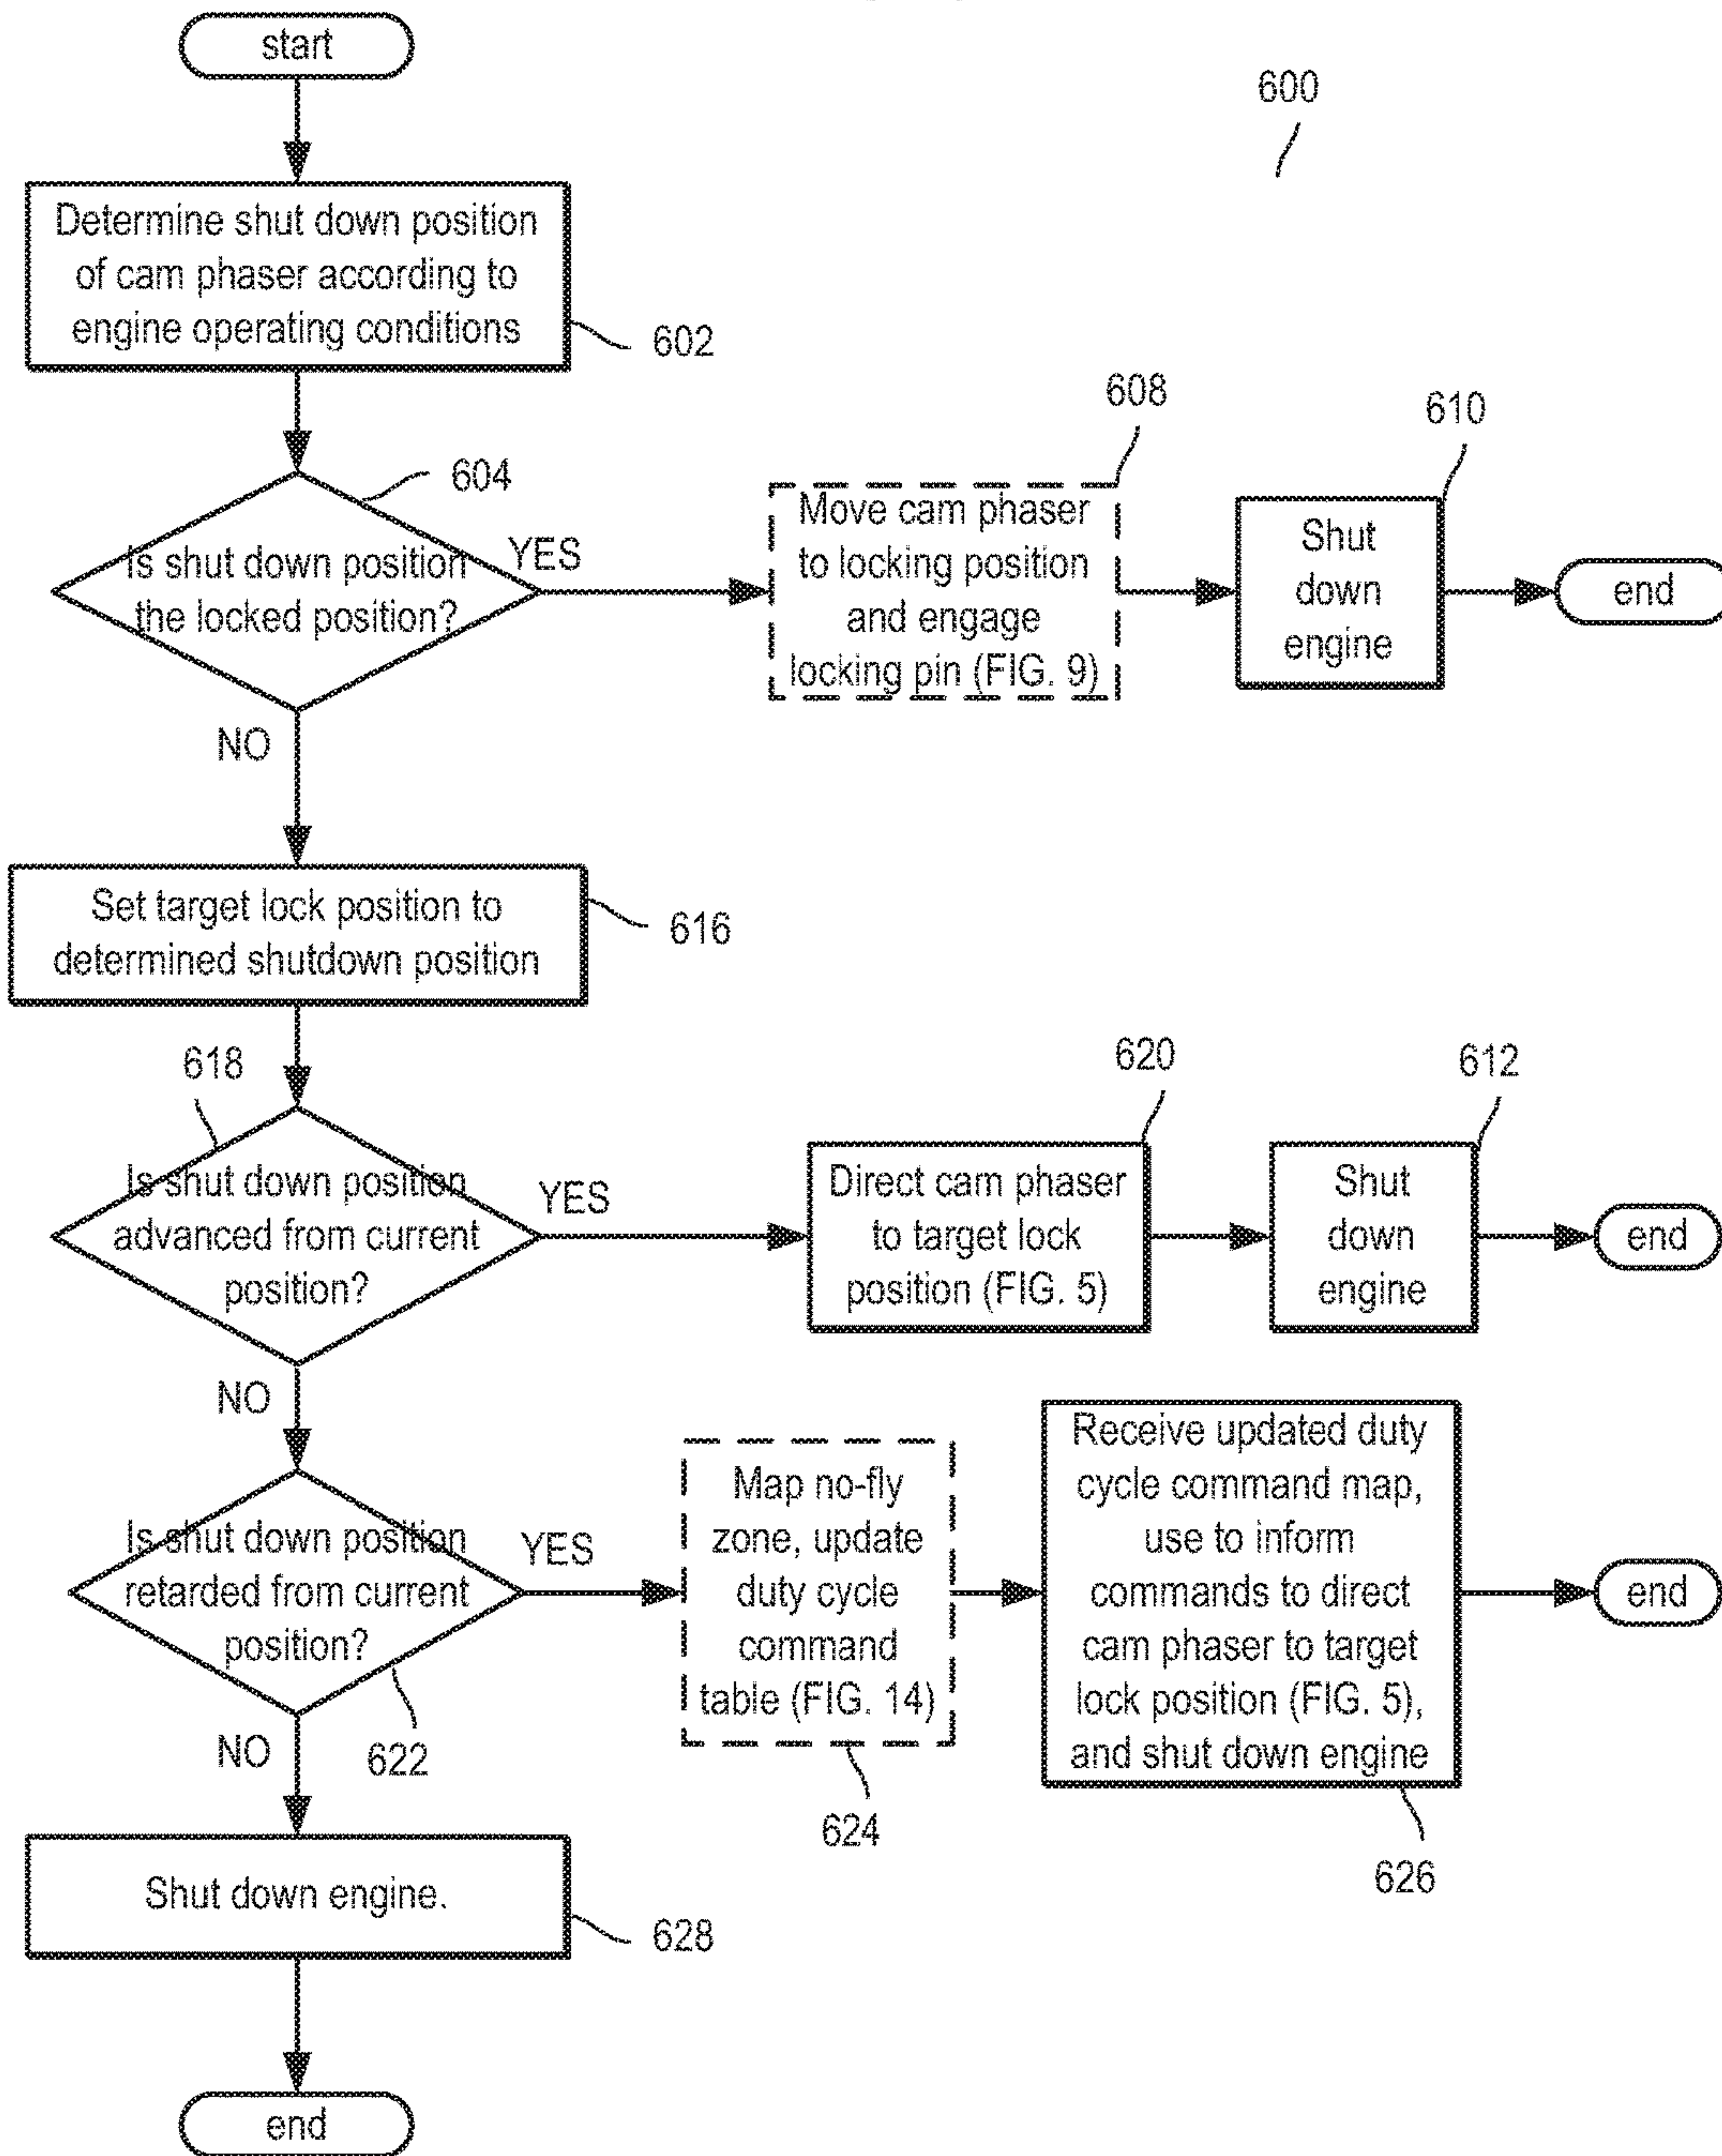 start
600
Determine shut down position
of cam phaser according to
engine operating conditions
602
604
Is shut down position
the locked position?
YES
NO
608
Move cam phaser
to locking position
and engage
locking pin (FIG. 9)
610
Shut
down
engine
end
Set target lock position to
determined shutdown position
616
618
Is shut down position
advanced from current
position?
YES
NO
620
Direct cam phaser
to target lock
position (FIG. 5)
612
Shut
down
engine
end
Is shut down position
retarded from current
position?
YES
NO
622
Map no-fly
zone, update
duty cycle
command
table (FIG. 14)
624
Receive updated duty
cycle command map,
use to inform
commands to direct
cam phaser to target
lock position (FIG. 5),
and shut down engine
626
end
Shut down engine.
628
end